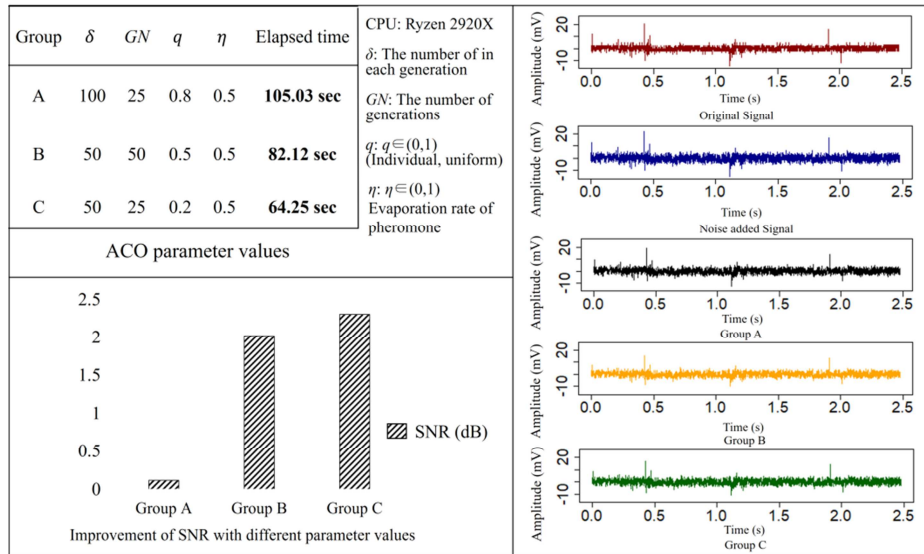 Group δ GN q η Elapsed time
A 100 25 0.8 0.5 105.03 sec
B 50 50 0.5 0.5 82.12 sec
C 50 25 0.2 0.5 64.25 sec
ACO parameter values
CPU: Ryzen 2920X
δ: The number of in
each generation
GN: The number of
generations
q: q∈(0,1)
(Individual, uniform)
η: η∈(0,1)
Evaporation rate of
pheromone
2.5
2
1.5
1
0.5
0
Group A Group B Group C
SNR (dB)
Improvement of SNR with different parameter values
Amplitude (mV)
-10 20
0.0 0.5 1.0 1.5 2.0 2.5
Time (s)
Original Signal
Amplitude (mV)
-10 20
0.0 0.5 1.0 1.5 2.0 2.5
Time (s)
Noise added Signal
Amplitude (mV)
-10 20
0.0 0.5 1.0 1.5 2.0 2.5
Time (s)
Group A
Amplitude (mV)
-10 20
0.0 0.5 1.0 1.5 2.0 2.5
Time (s)
Group B
Amplitude (mV)
-10 20
0.0 0.5 1.0 1.5 2.0 2.5
Time (s)
Group C